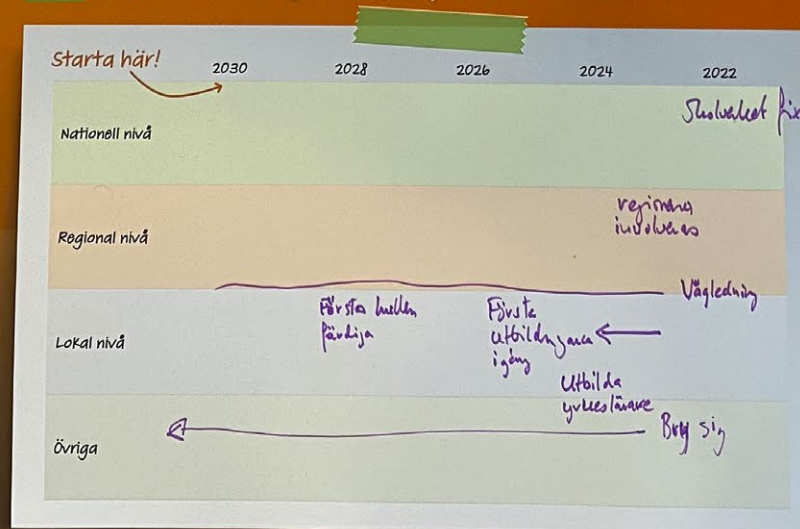 Starta här!
2030 2028 2026 2024 2022
Nationell nivå
Skolverket fix
Regional nivå
regionerna
involveras
Vägledning
Lokal nivå
Första kullen
färdiga
Första
utbildningarna
igång
Utbilda
yrkeslärare
Övriga
Bry sig